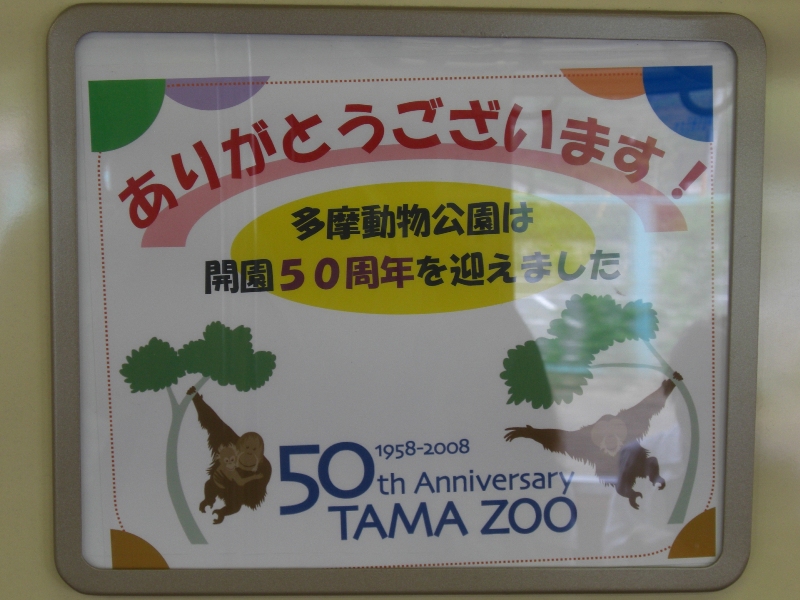 ありがとうございます！
多摩動物公園は
開園５０周年を迎えました
1958-2008
50th Anniversary
TAMA ZOO